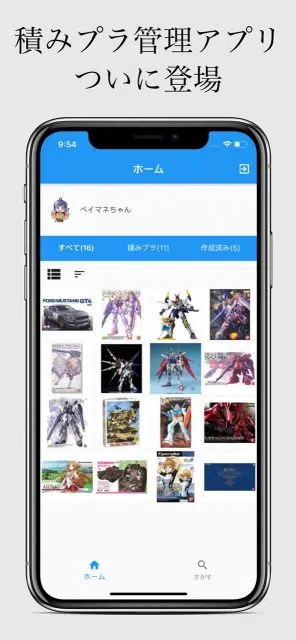 積みプラ管理アプリ
ついに登場
9:54
ホーム
ペイマネちゃん
すべて(16)
積みプラ(11)
作成済み(5)
FORD MUSTANG GT4
ホーム
さがす